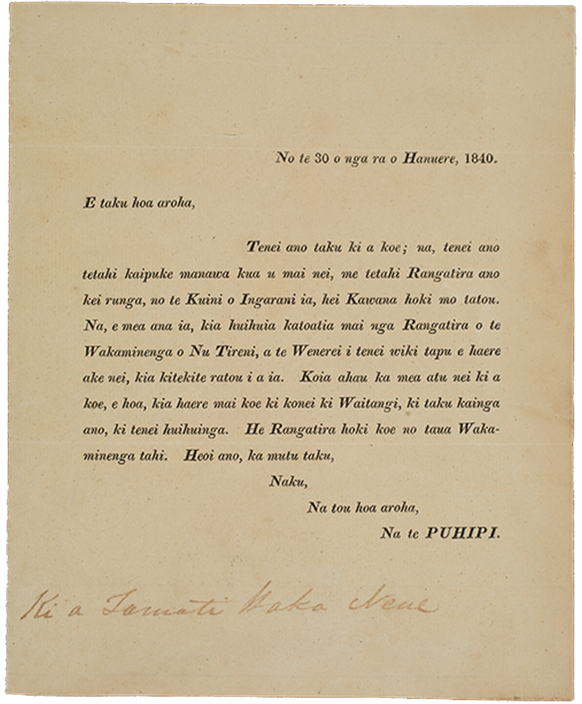 No te 30 o nga ra o Hanuere, 1840.
E taku hoa aroha,
Tenei ano taku ki a koe; na, tenei ano
tetahi kaipuke manawa kua u mai nei, me tetahi Rangatira ano
kei runga, no te Kuini o Ingarani ia, hei Kawana hoki mo tatou.
Na, e mea ana ia, kia huihuia katoatia mai nga Rangatira o te
Wakaminenga o Nu Tireni, a te Wenerei i tenei wiki tapu e haere
ake nei, kia kitekite ratou i a ia. Koia ahau ka mea atu nei ki a
koe, e hoa, kia haere mai koe ki konei ki Waitangi, ki taku kainga
ano, ki tenei huihuinga. He Rangatira hoki koe no taua Waka-
minenga tahi. Heoi ano, ka mutu taku,
Naku,
Na tou hoa aroha,
Na te PUHIPI.
Ki a Tamati Waka Nene